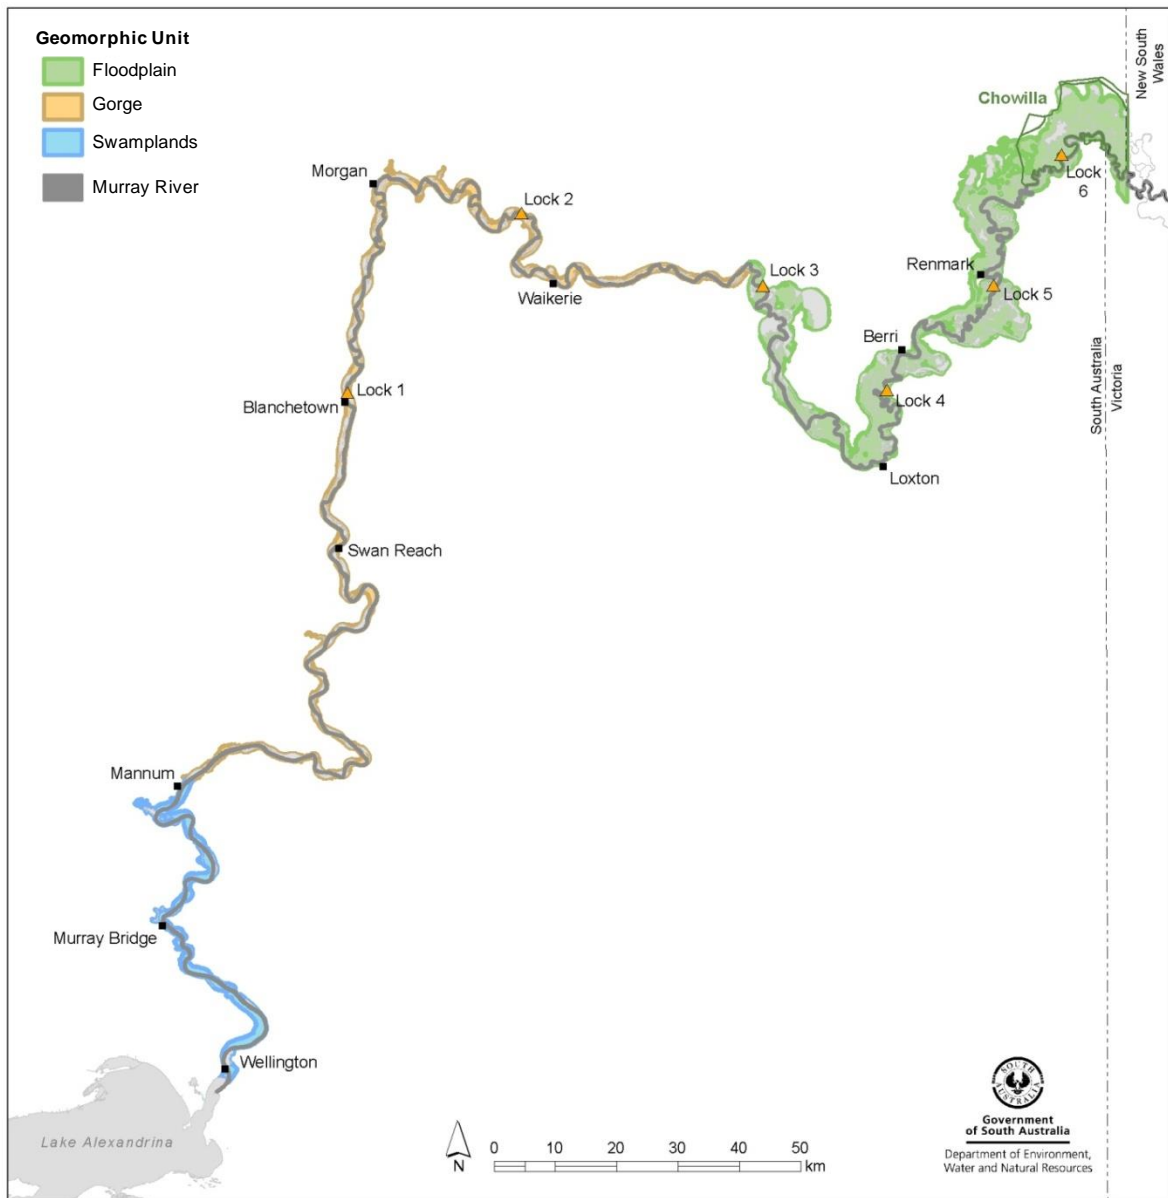 Geomorphic Unit
Floodplain
Gorge
Swamplands
Murray River
New South
Wales
Chowilla
Lock
6
Morgan
Lock 2
Lock 3
Renmark
Waikerie
Lock 5
Berri
South Australia
Victoria
Lock 1
Blanchetown
Lock 4
Loxton
Swan Reach
Mannum
Murray Bridge
Wellington
Lake Alexandrina
N
0 10 20 30 40 50
km
SOUTH
AUSTRALIA
Government
of South Australia
Department of Environment,
Water and Natural Resources